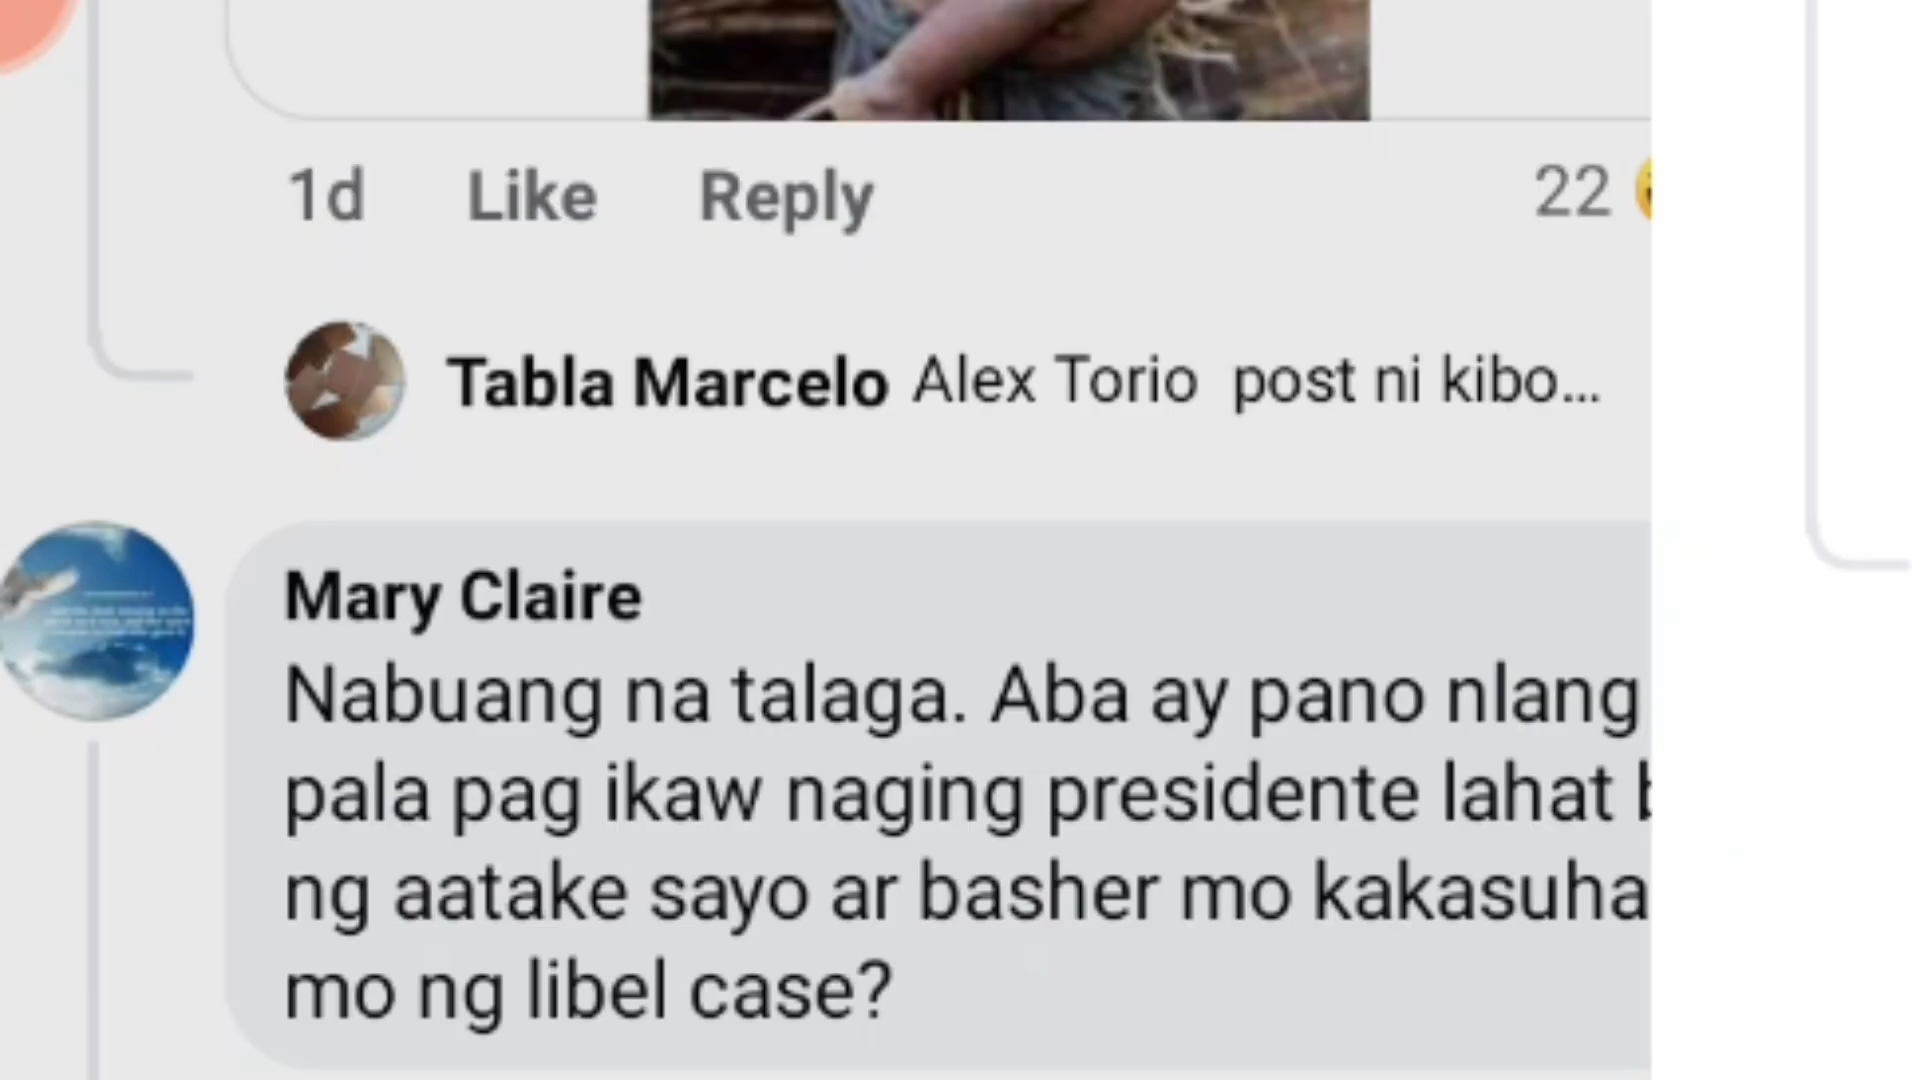 1d Like Reply 22
Tabla Marcelo Alex Torio post ni kibo...
Mary Claire
Nabuang na talaga. Aba ay pano nlang
pala pag ikaw naging presidente lahat
ng aatake sayo ar basher mo kakasuha
mo ng libel case?